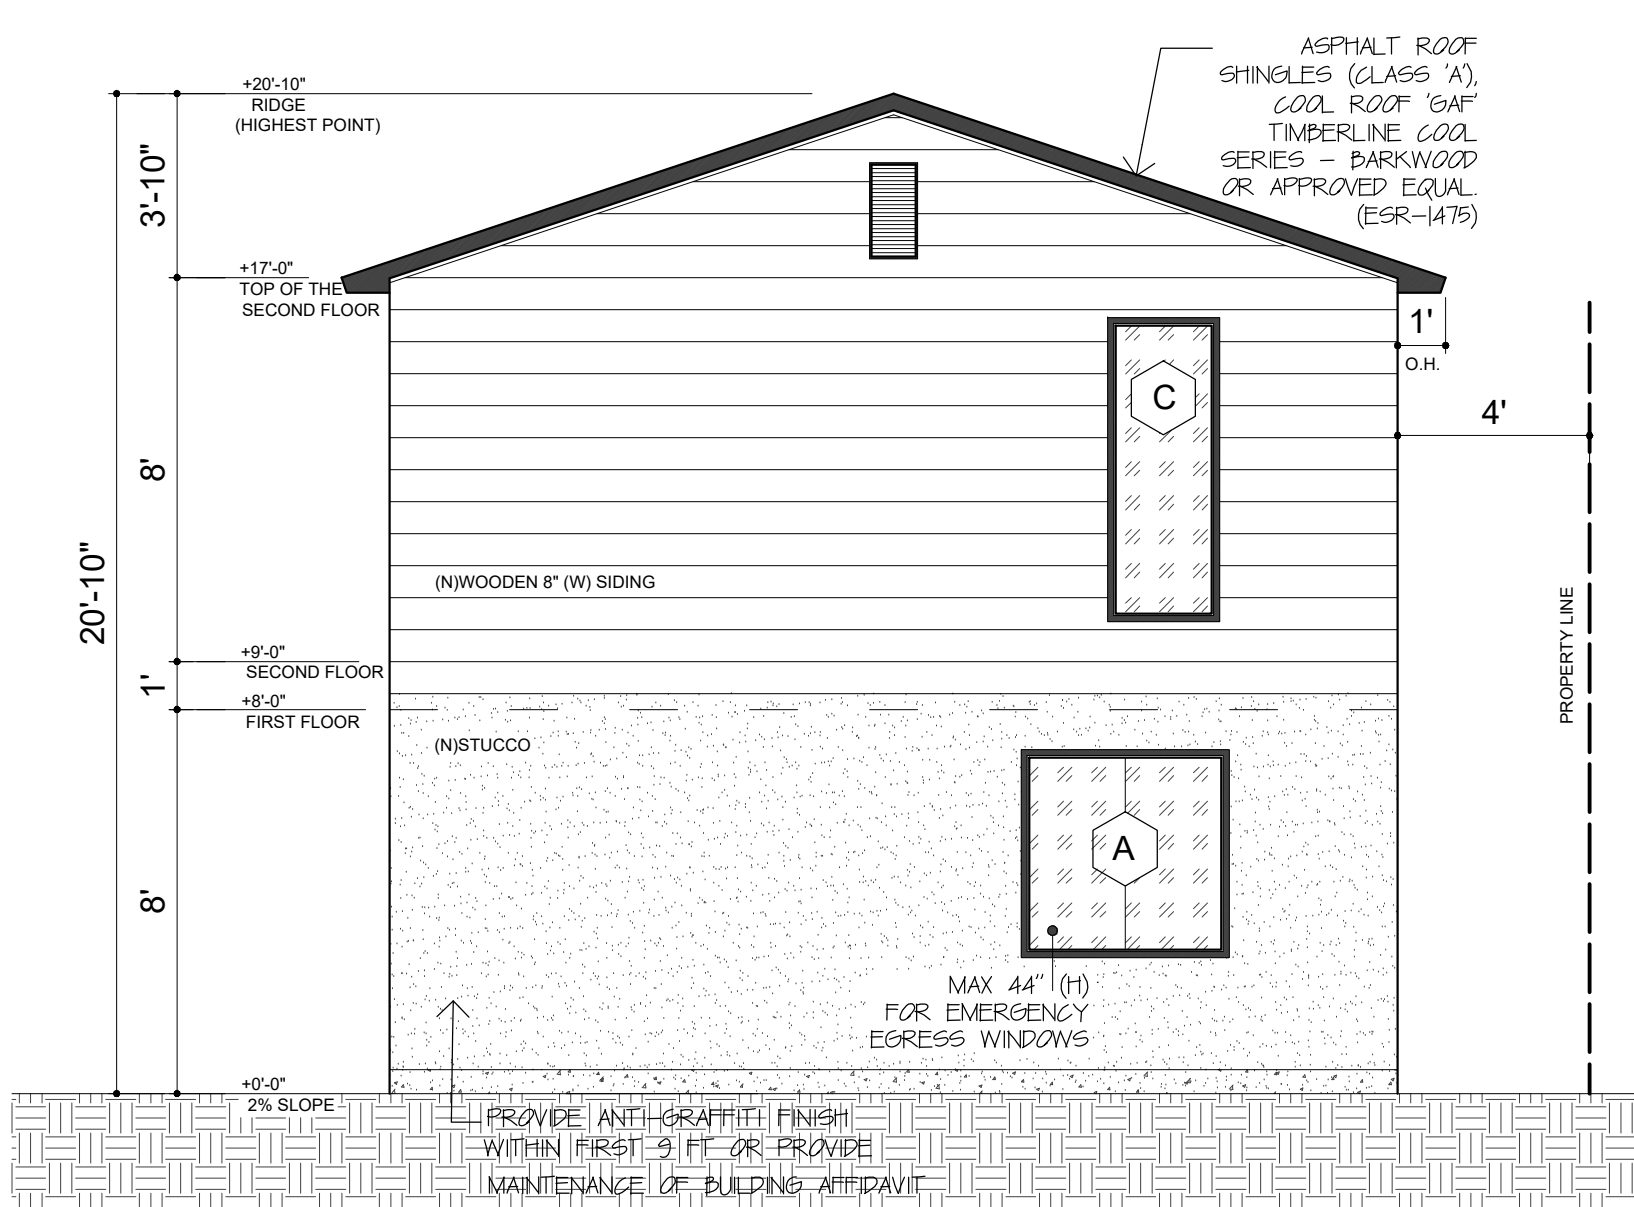 ASPHALT ROOF
SHINGLES (CLASS 'A'),
COOL ROOF 'GAF'
TIMBERLINE COOL
SERIES – BARKWOOD
OR APPROVED EQUAL.
(ESR–1475)
+20'-10"
RIDGE
(HIGHEST POINT)
3'-10"
+17'-0"
TOP OF THE
SECOND FLOOR
1'
O.H.
4'
C
8'
20'-10"
(N)WOODEN 8" (W) SIDING
PROPERTY LINE
+9'-0"
SECOND FLOOR
1'
+8'-0"
FIRST FLOOR
(N)STUCCO
A
8'
MAX 44" (H)
FOR EMERGENCY
EGRESS WINDOWS
+0'-0"
2% SLOPE
PROVIDE ANTI–GRAFFITI FINISH
WITHIN FIRST 9 FT OR PROVIDE
MAINTENANCE OF BUILDING AFFIDAVIT